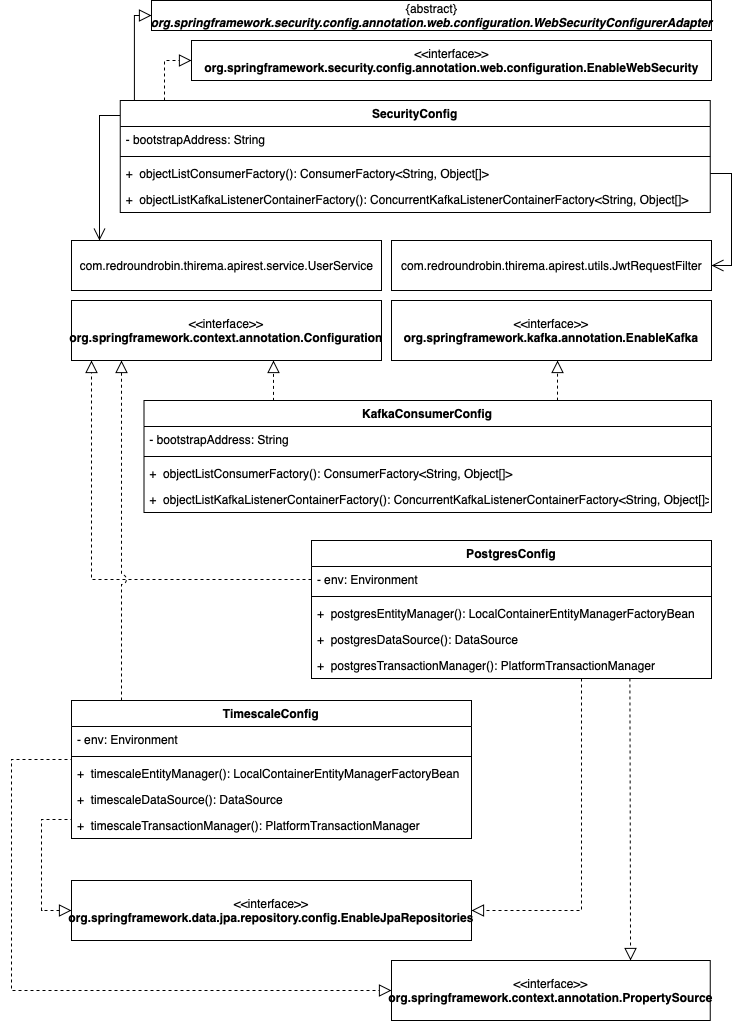 {abstract}
org.springframework.security.config.annotation.web.configuration.WebSecurityConfigurerAdapter
<<interface>>
org.springframework.security.config.annotation.web.configuration.EnableWebSecurity
SecurityConfig
- bootstrapAddress: String
+ objectListConsumerFactory(): ConsumerFactory<String, Object[]>
+ objectListKafkaListenerContainerFactory(): ConcurrentKafkaListenerContainerFactory<String, Object[]>
com.redroundrobin.thirema.apirest.service.UserService
com.redroundrobin.thirema.apirest.utils.JwtRequestFilter
<<interface>>
org.springframework.context.annotation.Configuration
<<interface>>
org.springframework.kafka.annotation.EnableKafka
KafkaConsumerConfig
- bootstrapAddress: String
+ objectListConsumerFactory(): ConsumerFactory<String, Object[]>
+ objectListKafkaListenerContainerFactory(): ConcurrentKafkaListenerContainerFactory<String, Object[]>
PostgresConfig
- env: Environment
+ postgresEntityManager(): LocalContainerEntityManagerFactoryBean
+ postgresDataSource(): DataSource
+ postgresTransactionManager(): PlatformTransactionManager
TimescaleConfig
- env: Environment
+ timescaleEntityManager(): LocalContainerEntityManagerFactoryBean
+ timescaleDataSource(): DataSource
+ timescaleTransactionManager(): PlatformTransactionManager
<<interface>>
org.springframework.data.jpa.repository.config.EnableJpaRepositories
<<interface>>
org.springframework.context.annotation.PropertySource